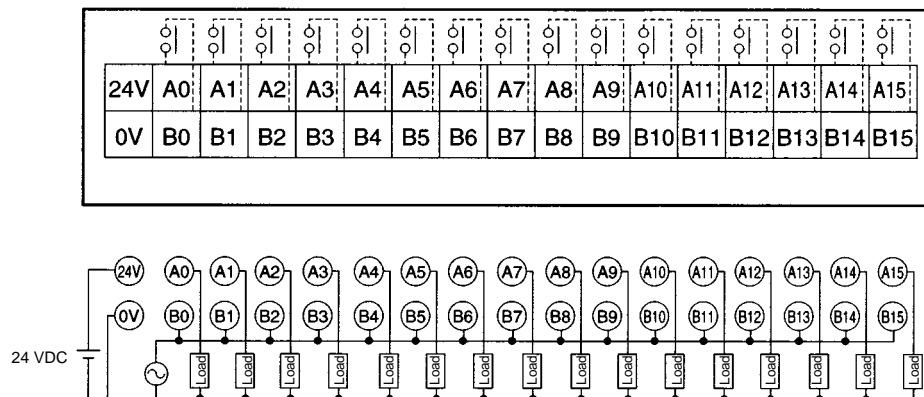 24V A0 A1 A2 A3 A4 A5 A6 A7 A8 A9 A10 A11 A12 A13 A14 A15
0V B0 B1 B2 B3 B4 B5 B6 B7 B8 B9 B10 B11 B12 B13 B14 B15
24V A0 A1 A2 A3 A4 A5 A6 A7 A8 A9 A10 A11 A12 A13 A14 A15
0V B0 B1 B2 B3 B4 B5 B6 B7 B8 B9 B10 B11 B12 B13 B14 B15
24 VDC Load Load Load Load Load Load Load Load Load Load Load Load Load Load Load Load